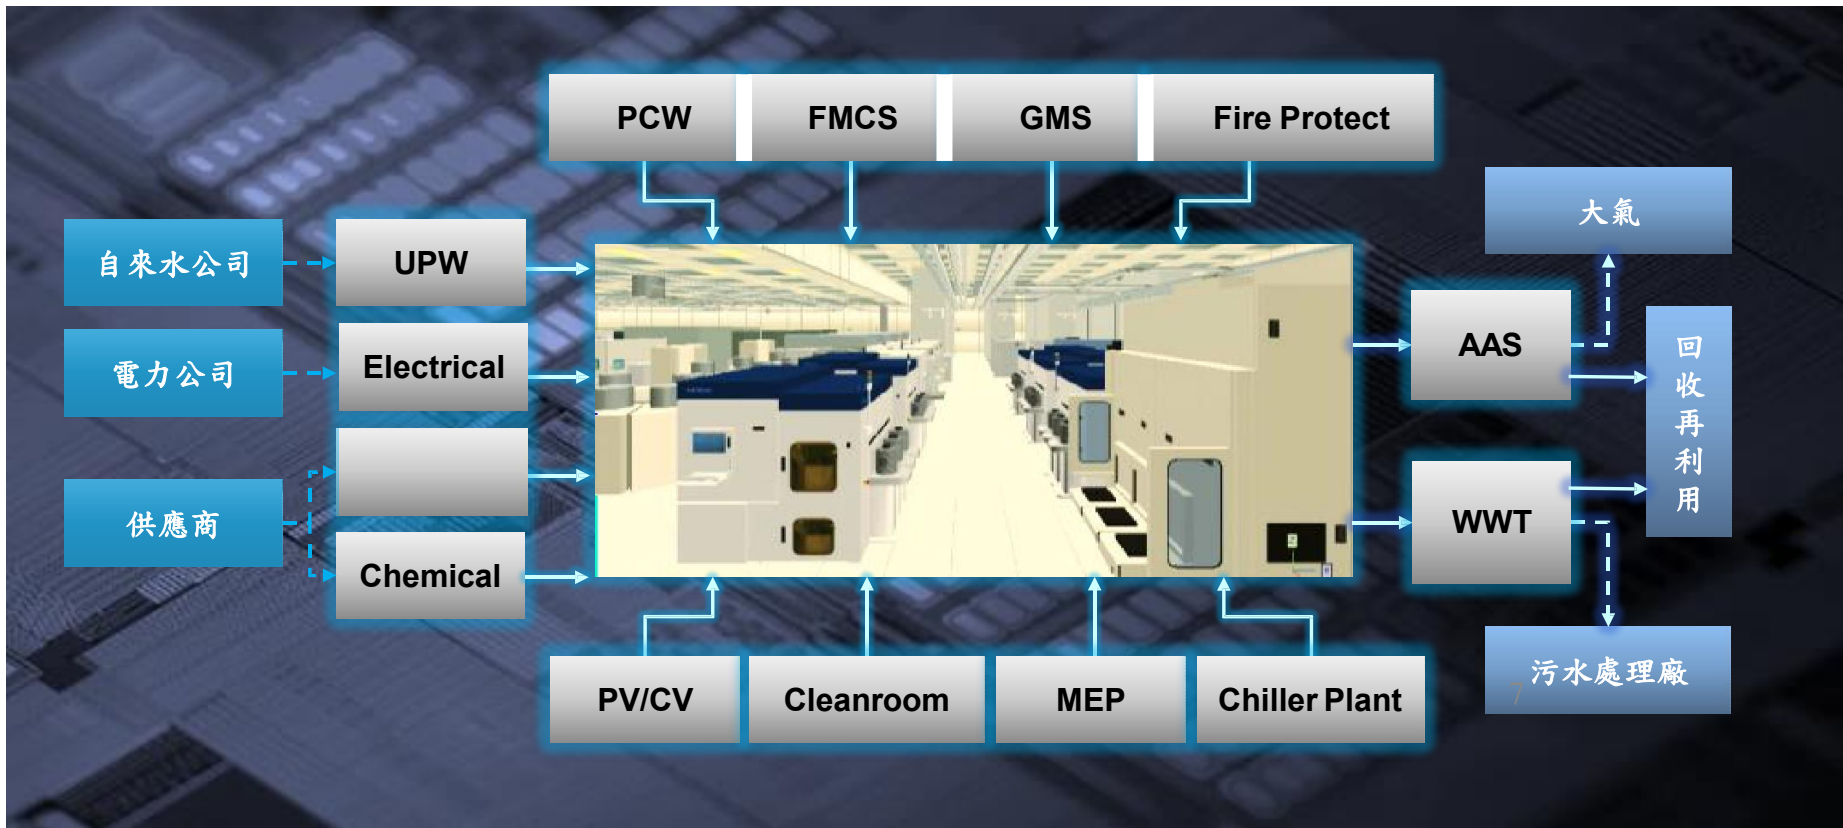 PCW
FMCS
GMS
Fire Protect
大氣
自來水公司
UPW
電力公司
Electrical
AAS
回收再利用
供應商
Chemical
WWT
PV/CV
Cleanroom
MEP
Chiller Plant
污水處理廠
7